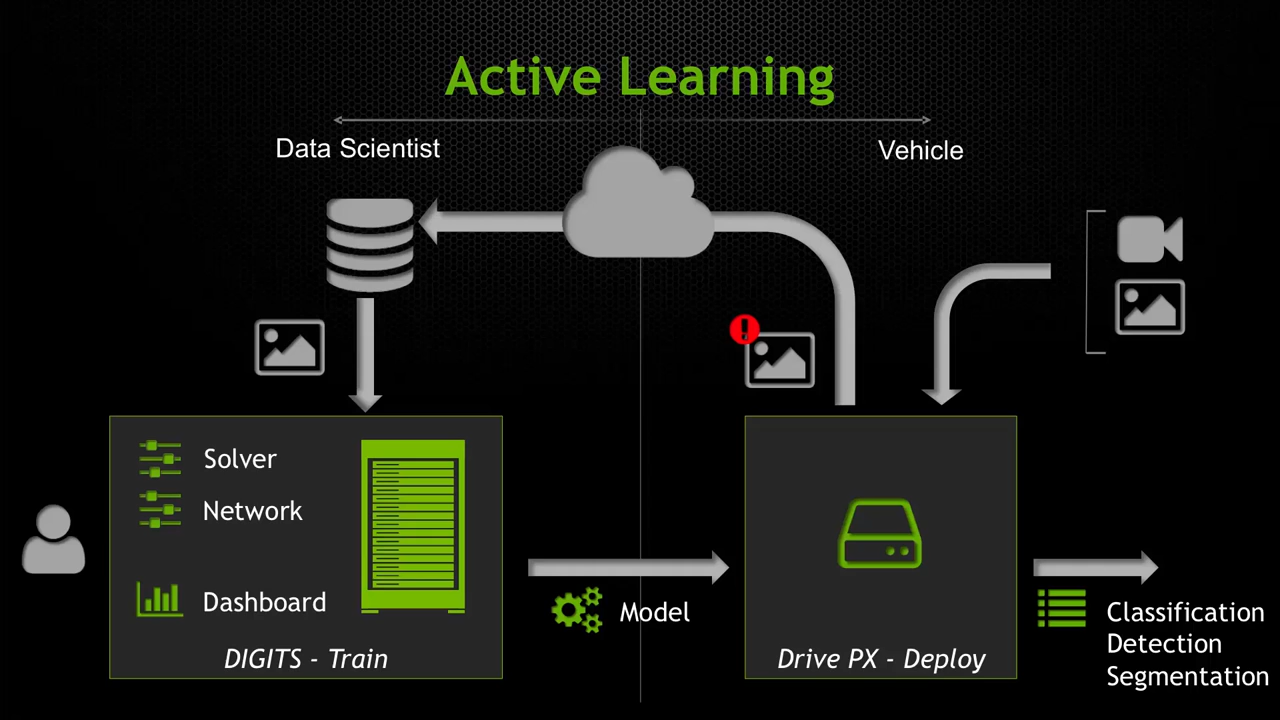 Active Learning
Data Scientist
Vehicle
Solver
Network
Dashboard
DIGITS - Train
Model
Drive PX - Deploy
Classification
Detection
Segmentation